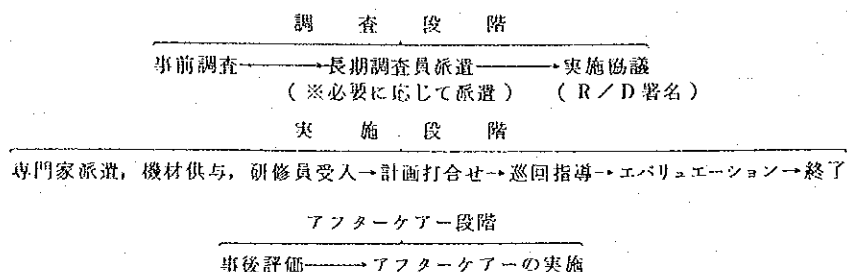 調査段階
事前調査→長期調査員派遣→実施協議
(※必要に応じて派遣) (R/D署名)
実施段階
専門家派遣，機材供与，研修員受入→計画打合せ→巡回指導→エバリュエーション→終了
アフターケアー段階
事後評価→アフターケアーの実施